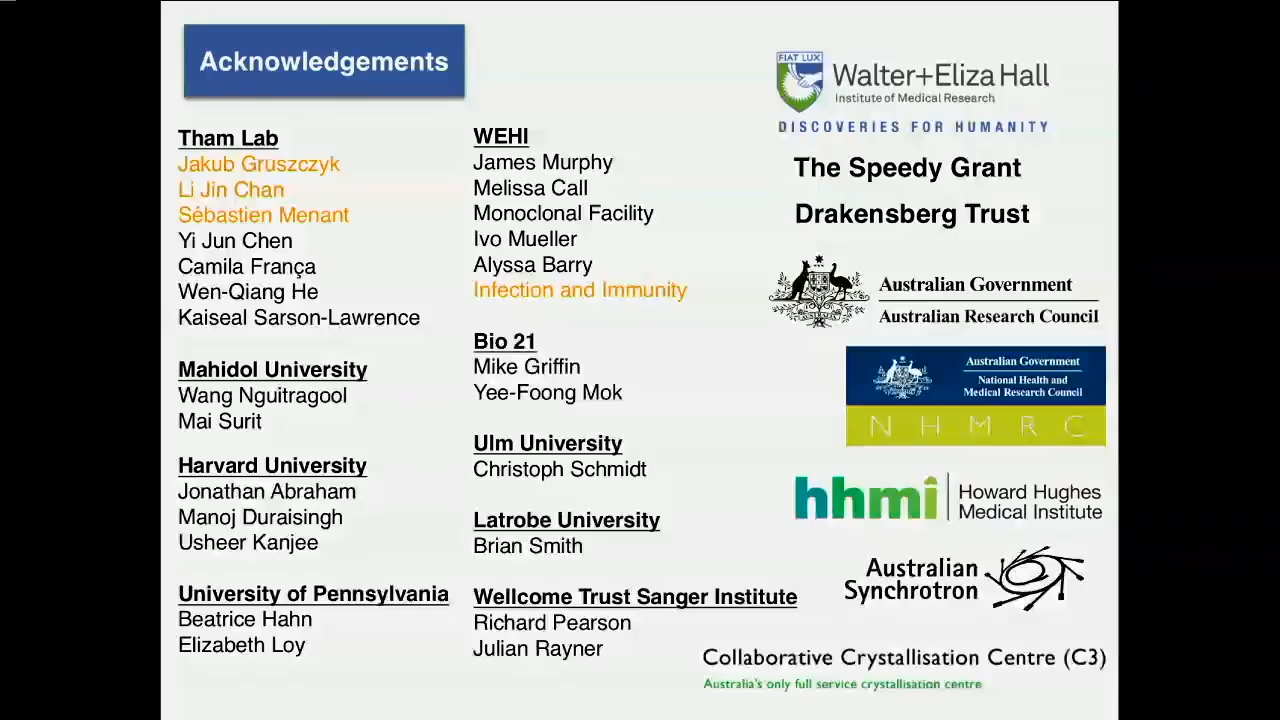 Acknowledgements
Tham Lab
Jakub Gruszczyk
Li Jin Chan
Sébastien Menant
Yi Jun Chen
Camila França
Wen-Qiang He
Kaiseal Sarson-Lawrence
Mahidol University
Wang Nguitragool
Mai Surit
Harvard University
Jonathan Abraham
Manoj Duraisingh
Usheer Kanjee
University of Pennsylvania
Beatrice Hahn
Elizabeth Loy
WEHI
James Murphy
Melissa Call
Monoclonal Facility
Ivo Mueller
Alyssa Barry
Infection and Immunity
Bio 21
Mike Griffin
Yee-Foong Mok
Ulm University
Christoph Schmidt
Latrobe University
Brian Smith
Wellcome Trust Sanger Institute
Richard Pearson
Julian Rayner
FIAT LUX
Walter+Eliza Hall
Institute of Medical Research
DISCOVERIES FOR HUMANITY
The Speedy Grant
Drakensberg Trust
Australian Government
Australian Research Council
Australian Government
National Health and
Medical Research Council
NHMRC
hhmi
Howard Hughes
Medical Institute
Australian
Synchrotron
Collaborative Crystallisation Centre (C3)
Australia's only full service crystallisation centre